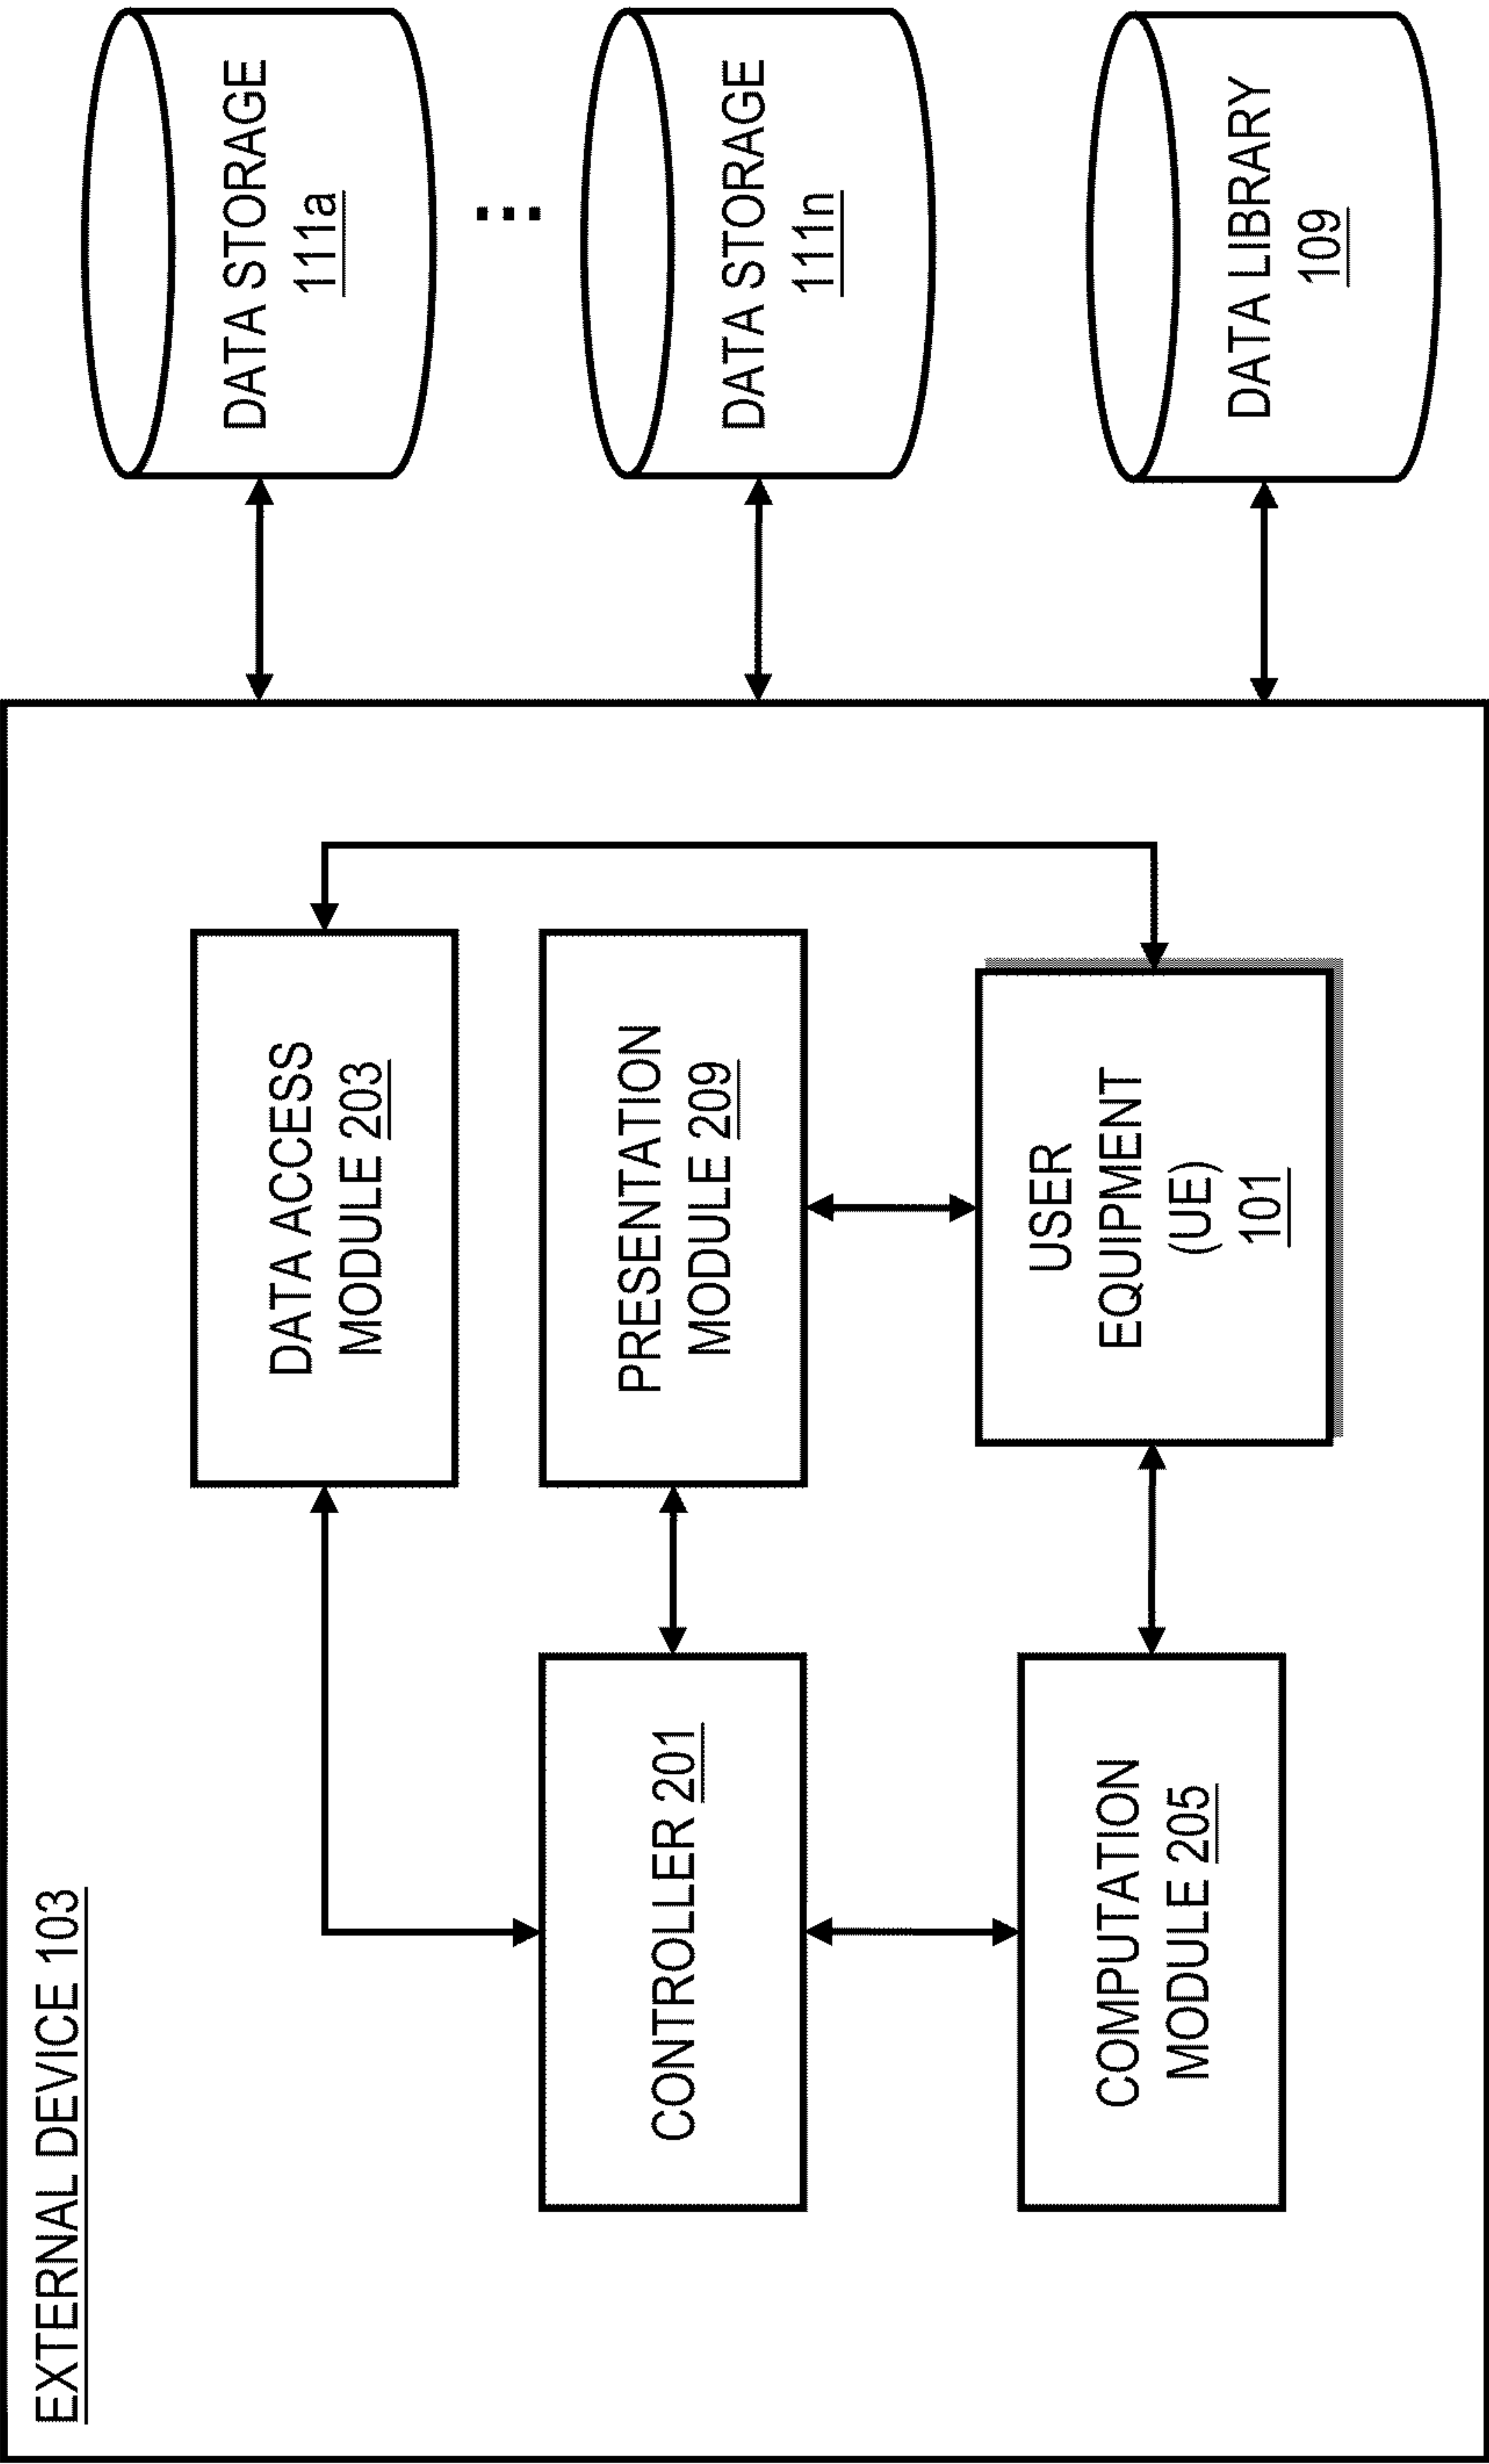 EXTERNAL DEVICE 103
DATA ACCESS
MODULE 203
CONTROLLER 201
PRESENTATION
MODULE 209
COMPUTATION
MODULE 205
USER
EQUIPMENT
(UE)
101
DATA STORAGE
111a
...
DATA STORAGE
111n
DATA LIBRARY
109